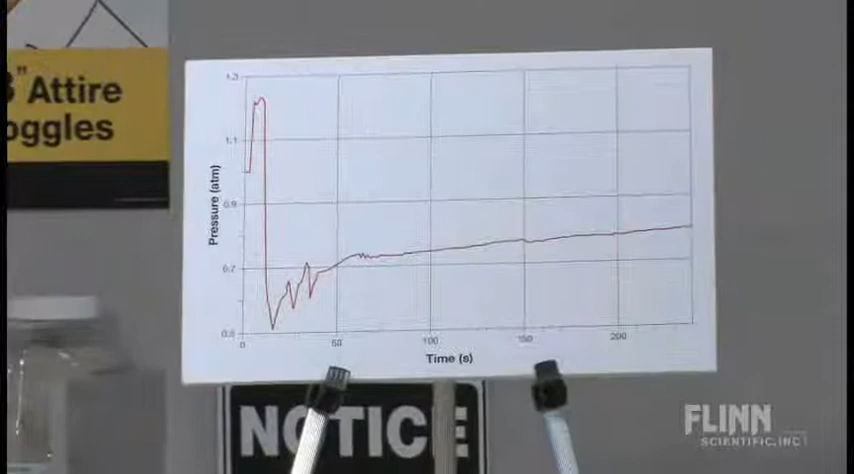 " Attire
oggles
1.3
1.1
0.9
0.7
0.5
Pressure (atm)
0 50 100 150 200
Time (s)
NOTICE
FLINN
SCIENTIFIC, INC.